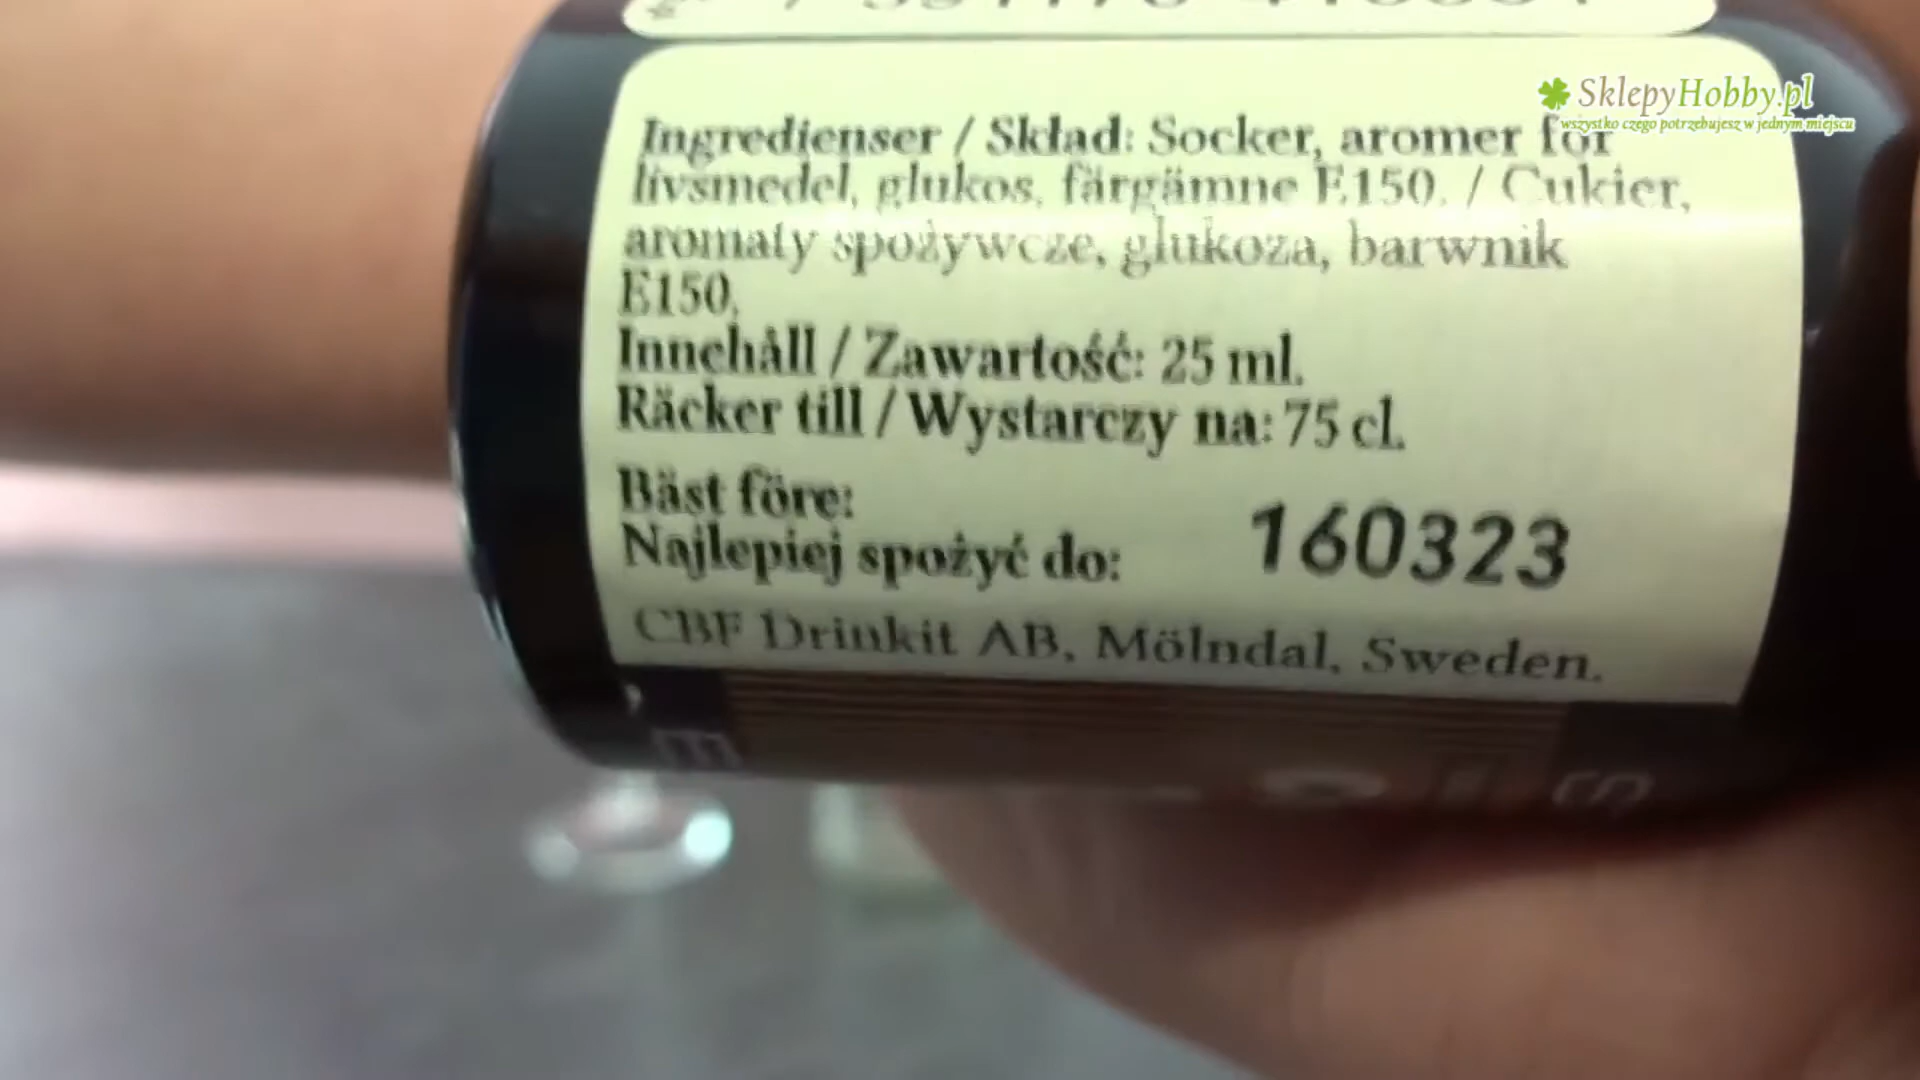 SklepyHobby.pl
wszystko czego potrzebujesz w jednym miejscu
Ingredienser / Skład: Socker, aromer för
livsmedel, glukos, färgämne E150. / Cukier,
aromaty spożywcze, glukoza, barwnik
E150.
Innehåll / Zawartość: 25 ml.
Räcker till / Wystarczy na: 75 cl.
Bäst före:
Najlepiej spożyć do: 160323
CBF Drinkit AB, Mölndal, Sweden.